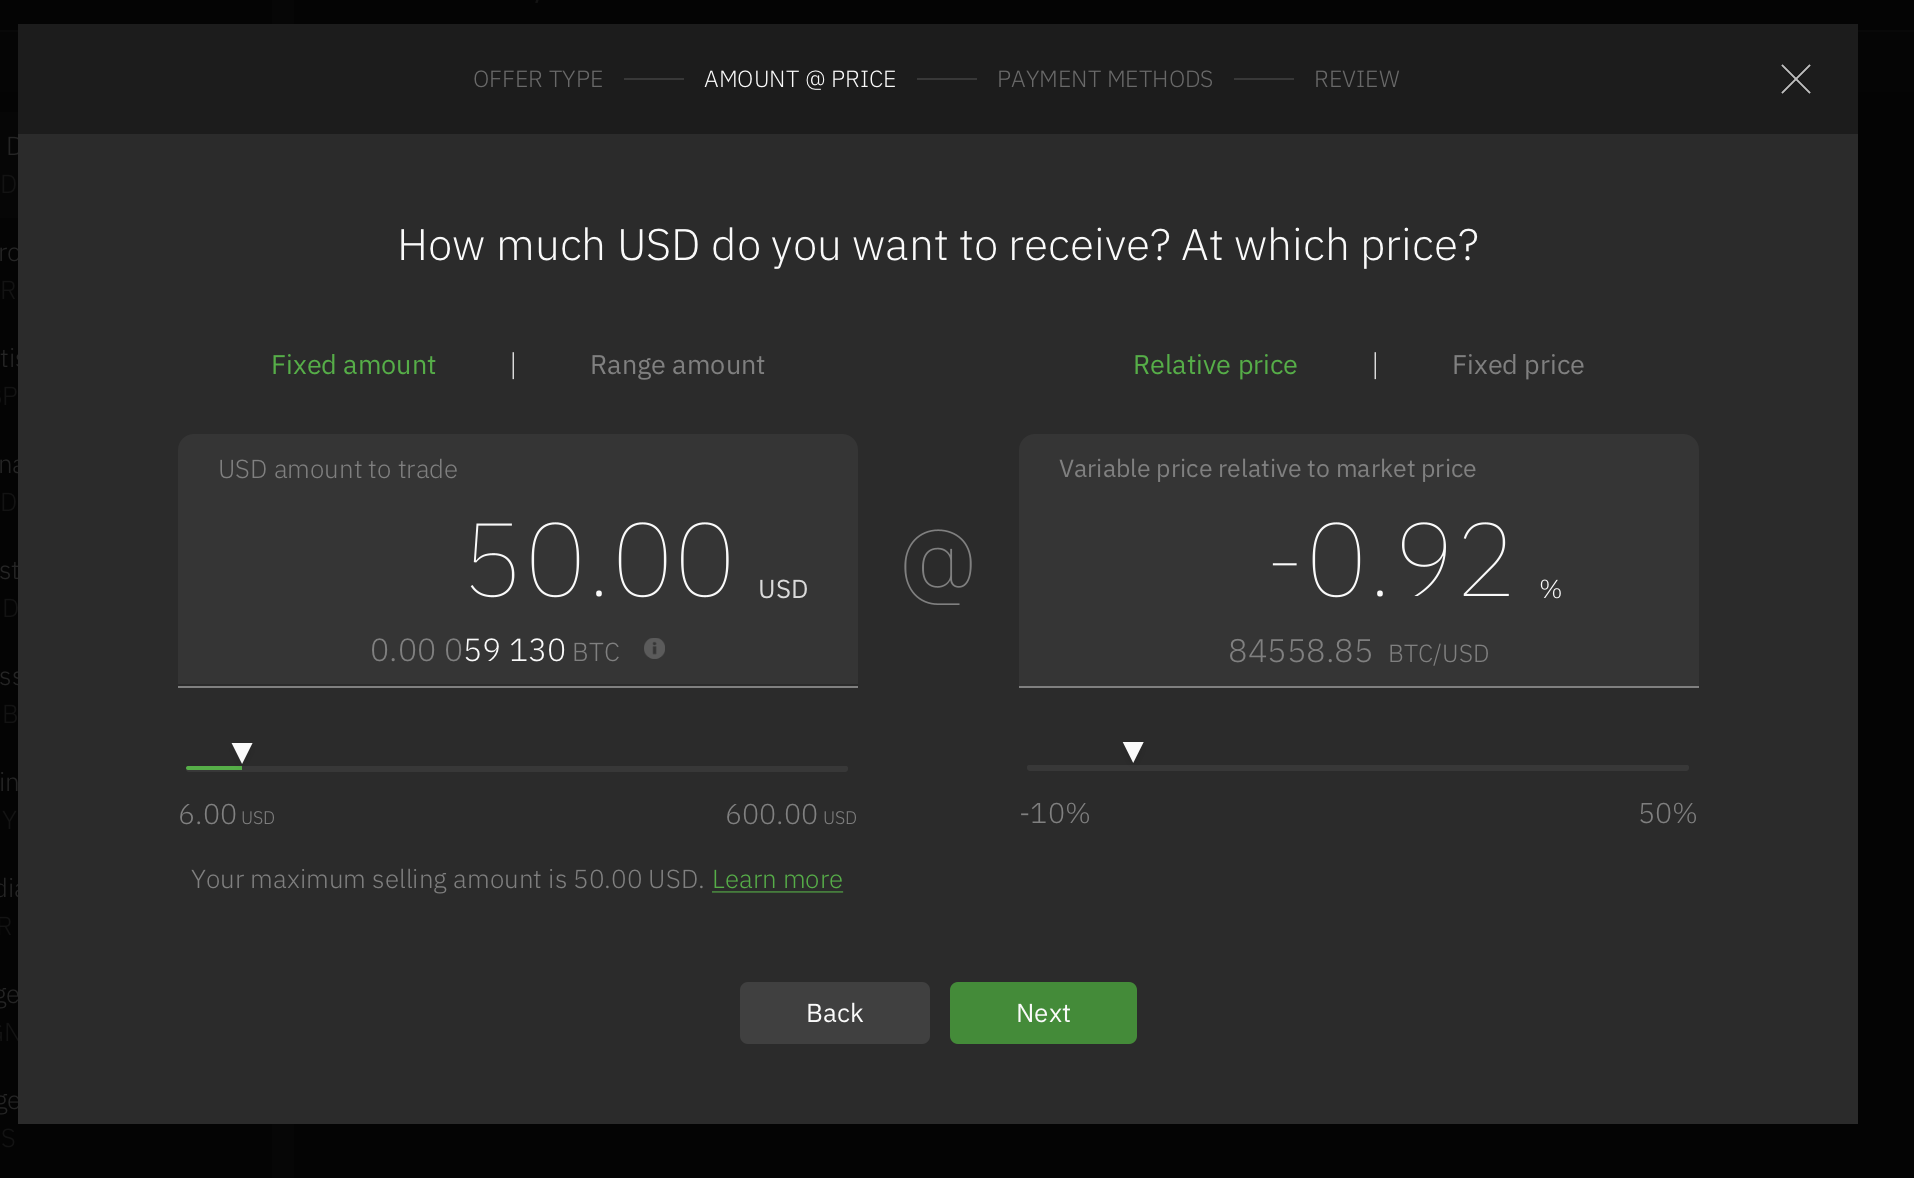 OFFER TYPE AMOUNT @ PRICE PAYMENT METHODS REVIEW
How much USD do you want to receive? At which price?
Fixed amount | Range amount
Relative price | Fixed price
USD amount to trade
50.00 USD
0.00 059 130 BTC
@
Variable price relative to market price
-0.92 %
84558.85 BTC/USD
6.00 USD 600.00 USD
-10% 50%
Your maximum selling amount is 50.00 USD. Learn more
Back Next